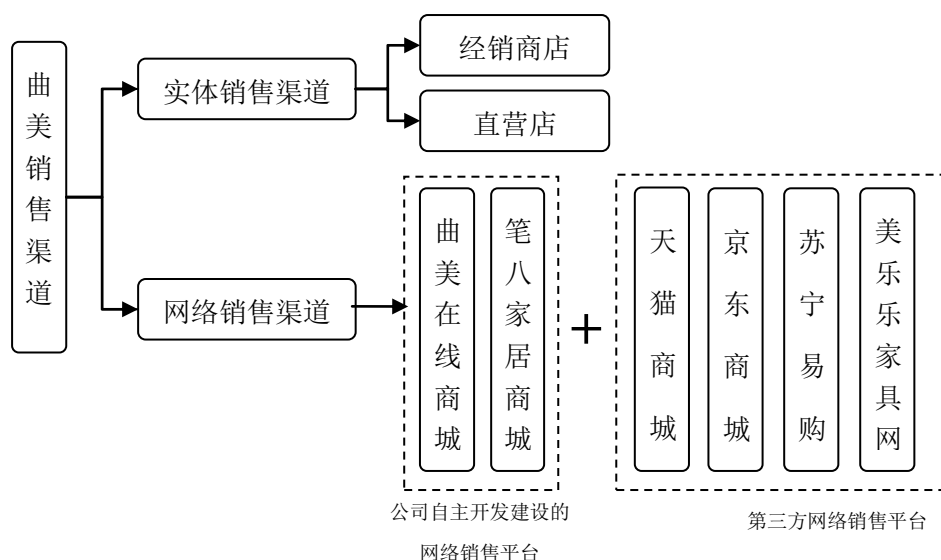 曲美销售渠道
实体销售渠道
经销商店
直营店
网络销售渠道
曲美在线商城
笔八家居商城
+
天猫商城
京东商城
苏宁易购
美乐乐家具网
公司自主开发建设的
网络销售平台
第三方网络销售平台